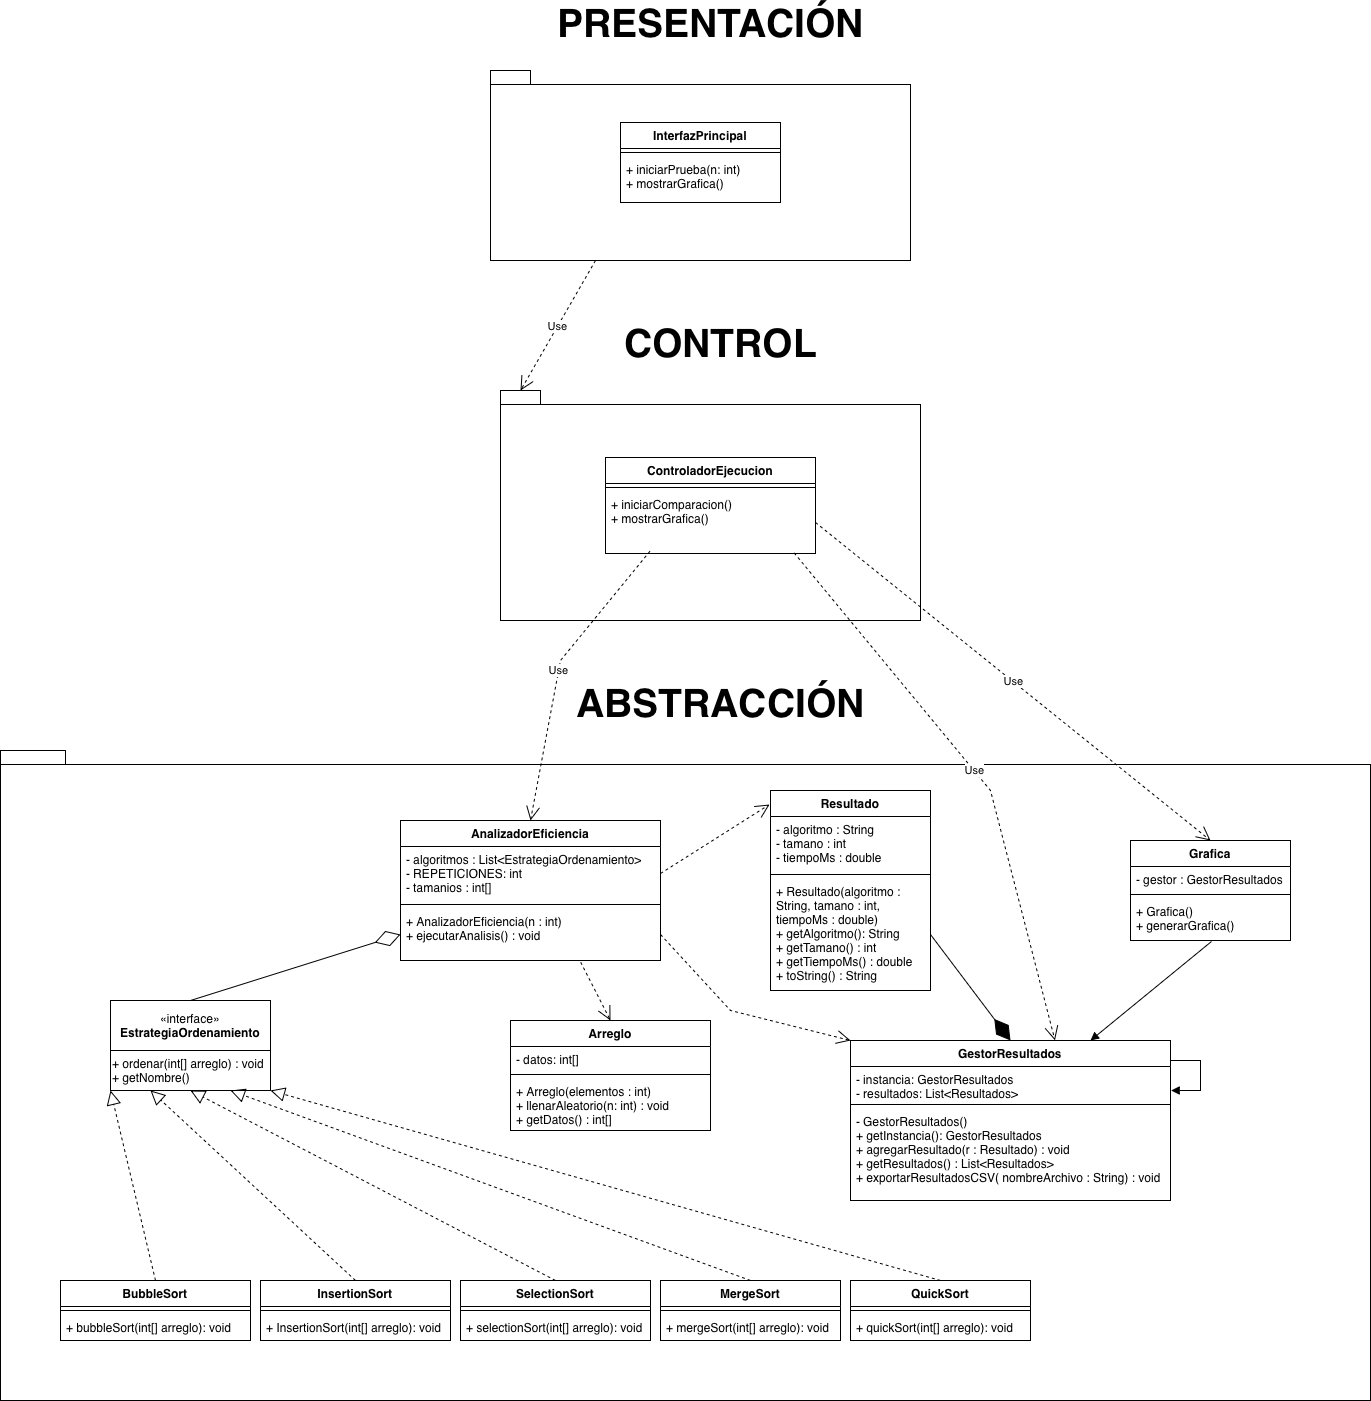 PRESENTACIÓN
InterfazPrincipal
+ iniciarPrueba(n: int)
+ mostrarGrafica()
Use
CONTROL
ControladorEjecucion
+ iniciarComparacion()
+ mostrarGrafica()
Use
Use
ABSTRACCIÓN
Use
AnalizadorEficiencia
- algoritmos : List<EstrategiaOrdenamiento>
- REPETICIONES: int
- tamanios : int[]
+ AnalizadorEficiencia(n : int)
+ ejecutarAnalisis() : void
Resultado
- algoritmo : String
- tamano : int
- tiempoMs : double
+ Resultado(algoritmo :
String, tamano : int,
tiempoMs : double)
+ getAlgoritmo(): String
+ getTamano() : int
+ getTiempoMs() : double
+ toString() : String
Grafica
- gestor : GestorResultados
+ Grafica()
+ generarGrafica()
«interface»
EstrategiaOrdenamiento
+ ordenar(int[] arreglo) : void
+ getNombre()
Arreglo
- datos: int[]
+ Arreglo(elementos : int)
+ llenarAleatorio(n: int) : void
+ getDatos() : int[]
GestorResultados
- instancia: GestorResultados
- resultados: List<Resultados>
- GestorResultados()
+ getInstancia(): GestorResultados
+ agregarResultado(r : Resultado) : void
+ getResultados() : List<Resultados>
+ exportarResultadosCSV( nombreArchivo : String) : void
BubbleSort
+ bubbleSort(int[] arreglo): void
InsertionSort
+ InsertionSort(int[] arreglo): void
SelectionSort
+ selectionSort(int[] arreglo): void
MergeSort
+ mergeSort(int[] arreglo): void
QuickSort
+ quickSort(int[] arreglo): void